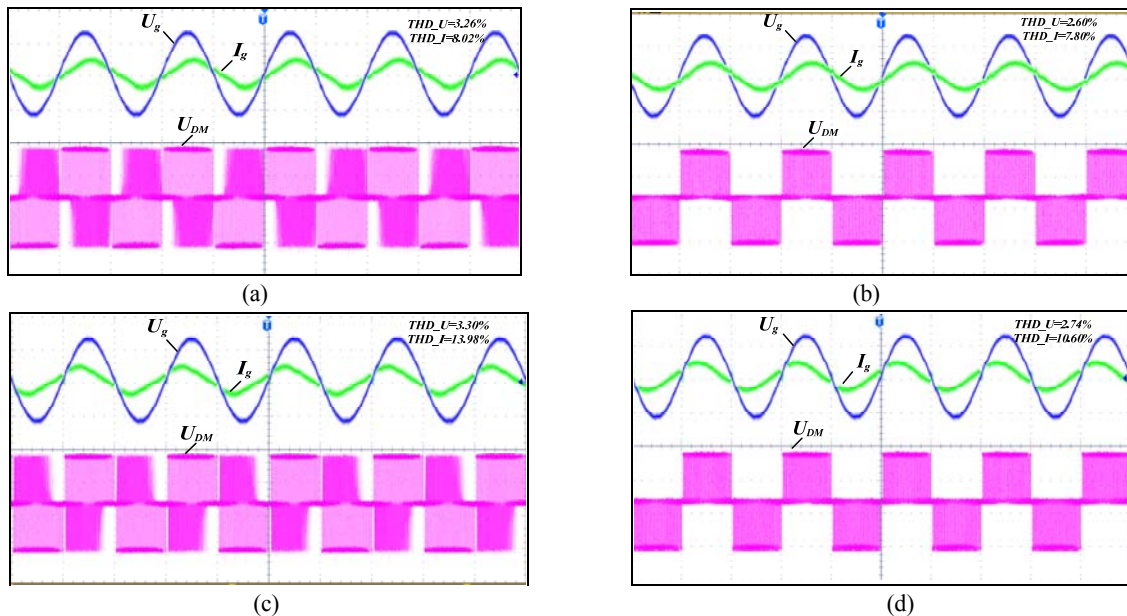 THD_U=3.26%
THD_I=8.02%
Ug
Ig
UDM
(a)
THD_U=2.60%
THD_I=7.80%
Ug
Ig
UDM
(b)
THD_U=3.30%
THD_I=13.98%
Ug
Ig
UDM
(c)
THD_U=2.74%
THD_I=10.60%
Ug
Ig
UDM
(d)